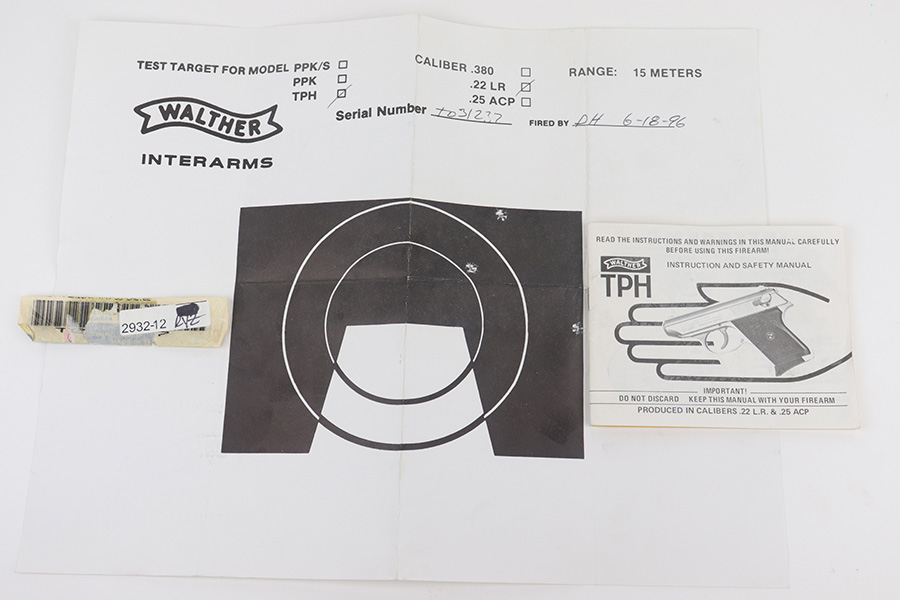 TEST TARGET FOR MODEL PPK/S
PPK
TPH
CALIBER .380
.22 LR
.25 ACP
RANGE: 15 METERS
Serial Number T031237
FIRED BY DH 6-18-96
WALTHER
INTERARMS
2932-12
READ THE INSTRUCTIONS AND WARNINGS IN THIS MANUAL CAREFULLY
BEFORE USING THIS FIREARM!
WALTHER
TPH
INSTRUCTION AND SAFETY MANUAL
IMPORTANT!
DO NOT DISCARD KEEP THIS MANUAL WITH YOUR FIREARM
PRODUCED IN CALIBERS .22 L.R. & .25 ACP